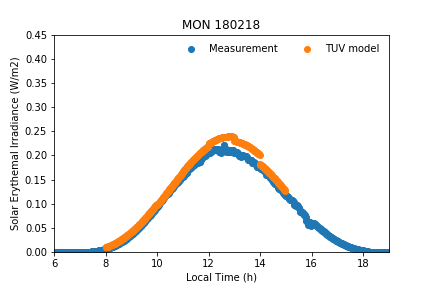 MON 180218
Measurement TUV model
0.45
0.40
0.35
0.30
0.25
0.20
0.15
0.10
0.05
0.00
Solar Erythemal Irradiance (W/m2)
6 8 10 12 14 16 18
Local Time (h)